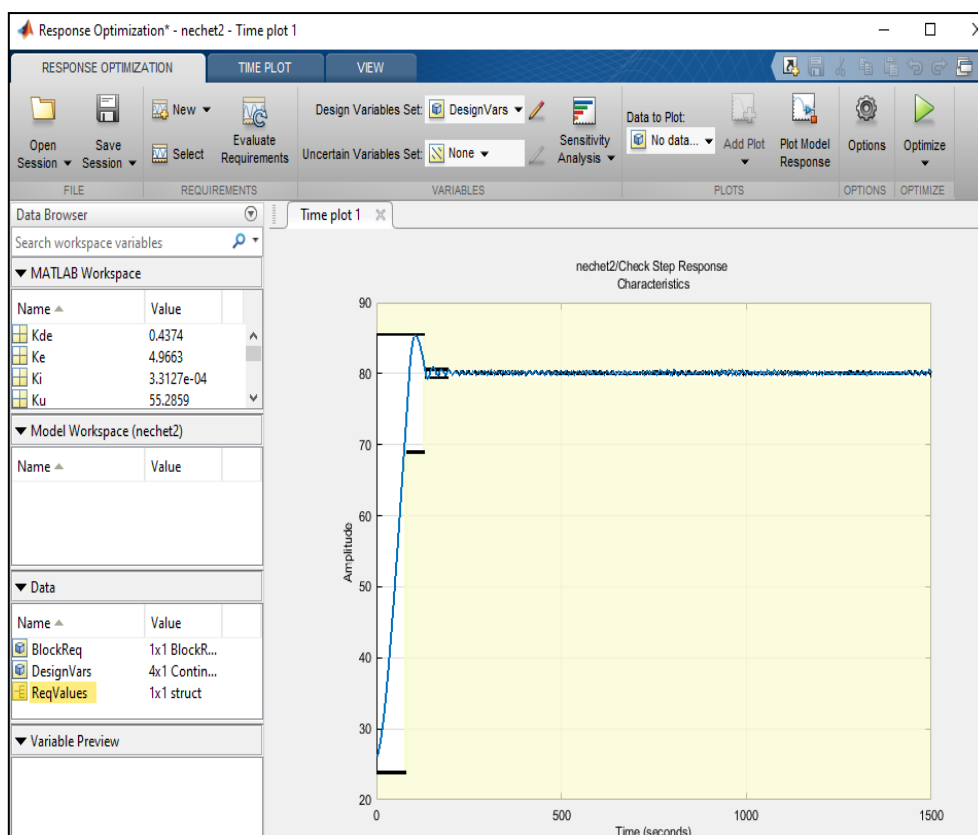 Response Optimization* - nechet2 - Time plot 1
RESPONSE OPTIMIZATION TIME PLOT VIEW
Open Session
Save Session
FILE
New
Select
Evaluate Requirements
REQUIREMENTS
Design Variables Set: DesignVars
Uncertain Variables Set: None
Sensitivity Analysis
VARIABLES
Data to Plot:
No data...
Add Plot
Plot Model Response
PLOTS
Options
OPTIONS
Optimize
OPTIMIZE
Data Browser
Search workspace variables
MATLAB Workspace
Name Value
Kde 0.4374
Ke 4.9663
Ki 3.3127e-04
Ku 55.2859
Model Workspace (nechet2)
Name Value
Data
Name Value
BlockReq 1x1 BlockR...
DesignVars 4x1 Contin...
ReqValues 1x1 struct
Variable Preview
Time plot 1
nechet2/Check Step Response
Characteristics
Amplitude
90
80
70
60
50
40
30
20
0 500 1000 1500
Time (seconds)